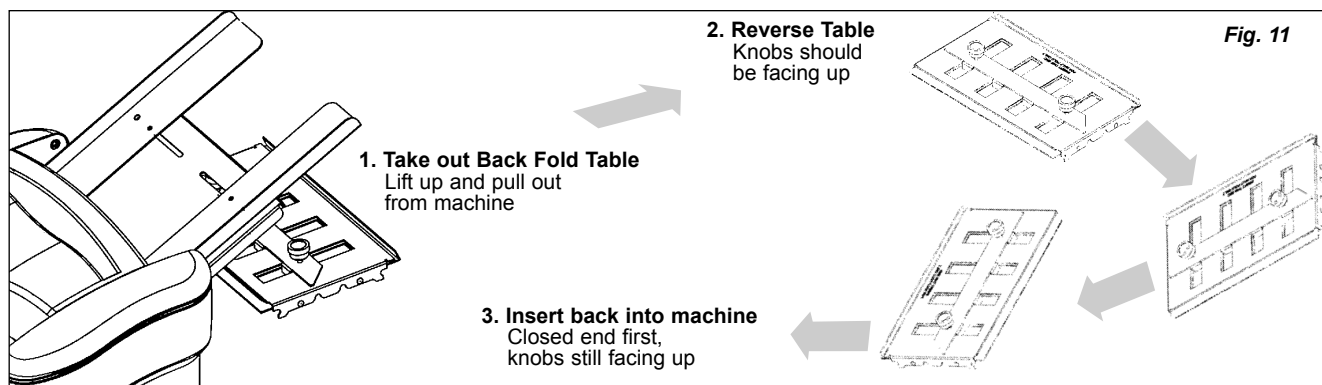 Fig. 11
1. Take out Back Fold Table
Lift up and pull out
from machine
2. Reverse Table
Knobs should
be facing up
3. Insert back into machine
Closed end first,
knobs still facing up